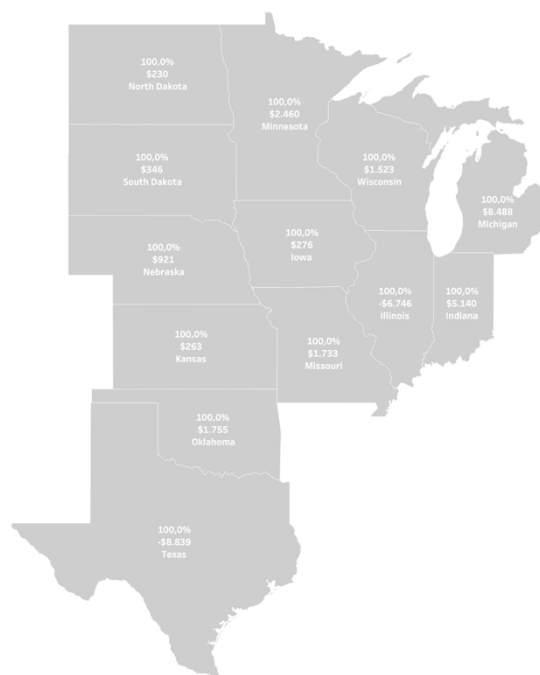 100,0%
$230
North Dakota
100,0%
$2.460
Minnesota
100,0%
$346
South Dakota
100,0%
$1.523
Wisconsin
100,0%
$8.488
Michigan
100,0%
$921
Nebraska
100,0%
$276
Iowa
100,0%
-$6.746
Illinois
100,0%
$5.140
Indiana
100,0%
$263
Kansas
100,0%
$1.733
Missouri
100,0%
$1.755
Oklahoma
100,0%
-$8.839
Texas